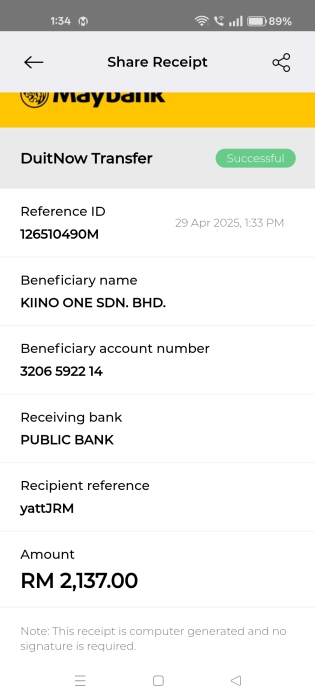 1:34
89%
Share Receipt
Maybank
DuitNow Transfer
Successful
Reference ID
29 Apr 2025, 1:33 PM
126510490M
Beneficiary name
KIINO ONE SDN. BHD.
Beneficiary account number
3206 5922 14
Receiving bank
PUBLIC BANK
Recipient reference
yattJRM
Amount
RM 2,137.00
Note: This receipt is computer generated and no
signature is required.